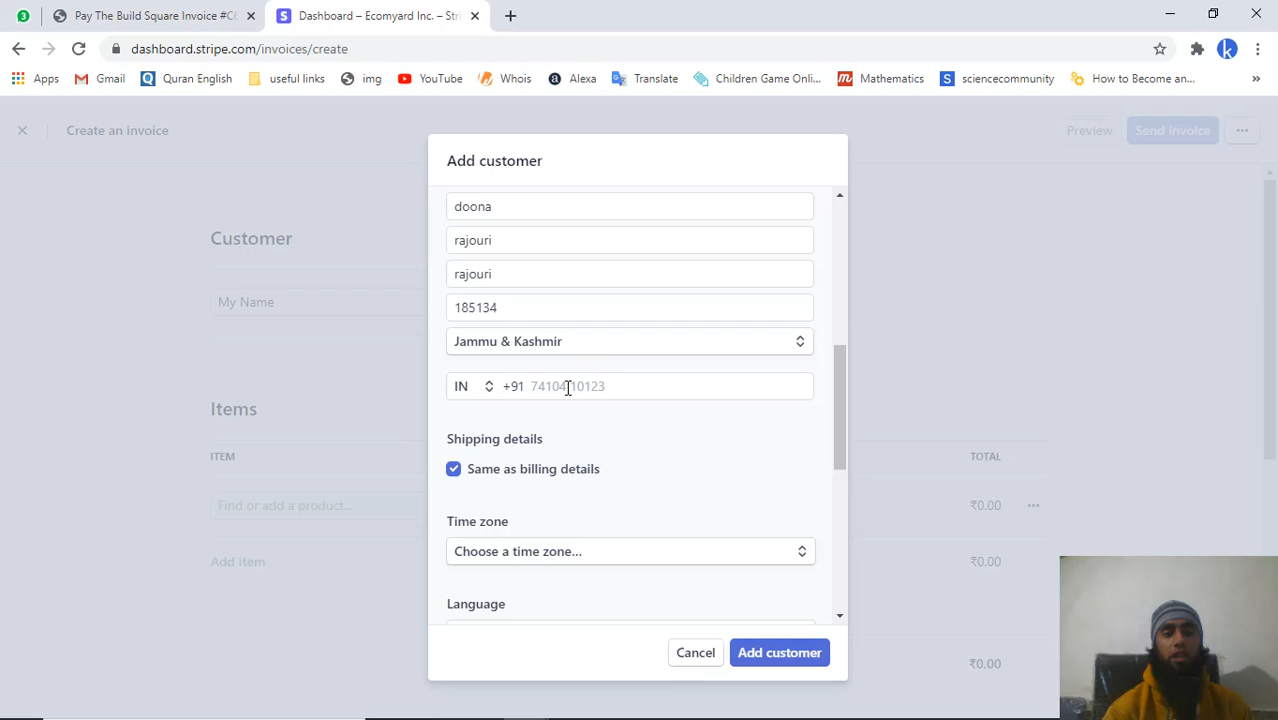 3
Pay The Build Square Invoice #C6
Dashboard – Ecomyard Inc. – Stri
dashboard.stripe.com/invoices/create
k
Apps
Gmail
Quran English
useful links
img
YouTube
Whois
Alexa
Translate
Children Game Onli...
Mathematics
sciencecommunity
How to Become an...
Create an invoice
Preview
Send invoice
Add customer
doona
rajouri
rajouri
185134
Jammu & Kashmir
IN +91 74104 10123
Shipping details
Same as billing details
Time zone
Choose a time zone...
Language
Cancel
Add customer
Customer
My Name
Items
ITEM
TOTAL
Find or add a product...
₹0.00
Add item
₹0.00
₹0.00